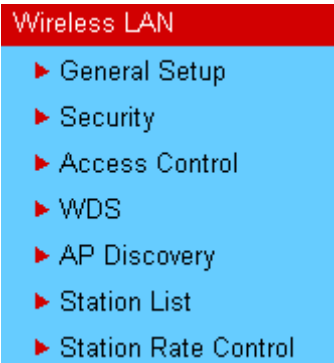 Wireless LAN
General Setup
Security
Access Control
WDS
AP Discovery
Station List
Station Rate Control